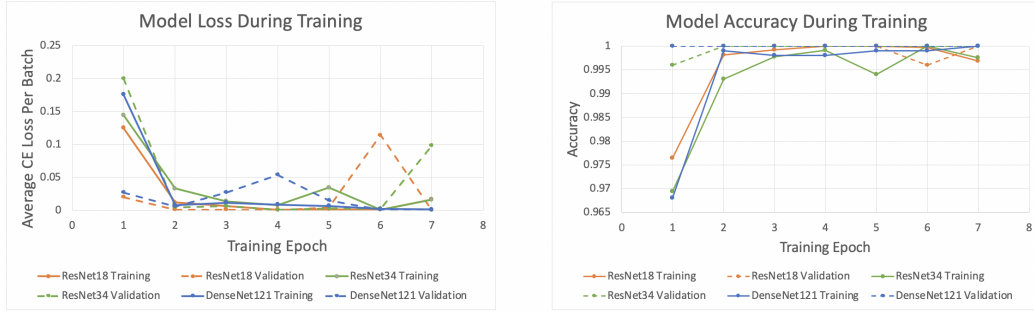 Model Loss During Training
Average CE Loss Per Batch
0.25
0.2
0.15
0.1
0.05
0
0 1 2 3 4 5 6 7 8
Training Epoch
ResNet18 Training ResNet18 Validation ResNet34 Training
ResNet34 Validation DenseNet121 Training DenseNet121 Validation
Model Accuracy During Training
Accuracy
1
0.995
0.99
0.985
0.98
0.975
0.97
0.965
0 1 2 3 4 5 6 7 8
Training Epoch
ResNet18 Training ResNet18 Validation ResNet34 Training
ResNet34 Validation DenseNet121 Training DenseNet121 Validation